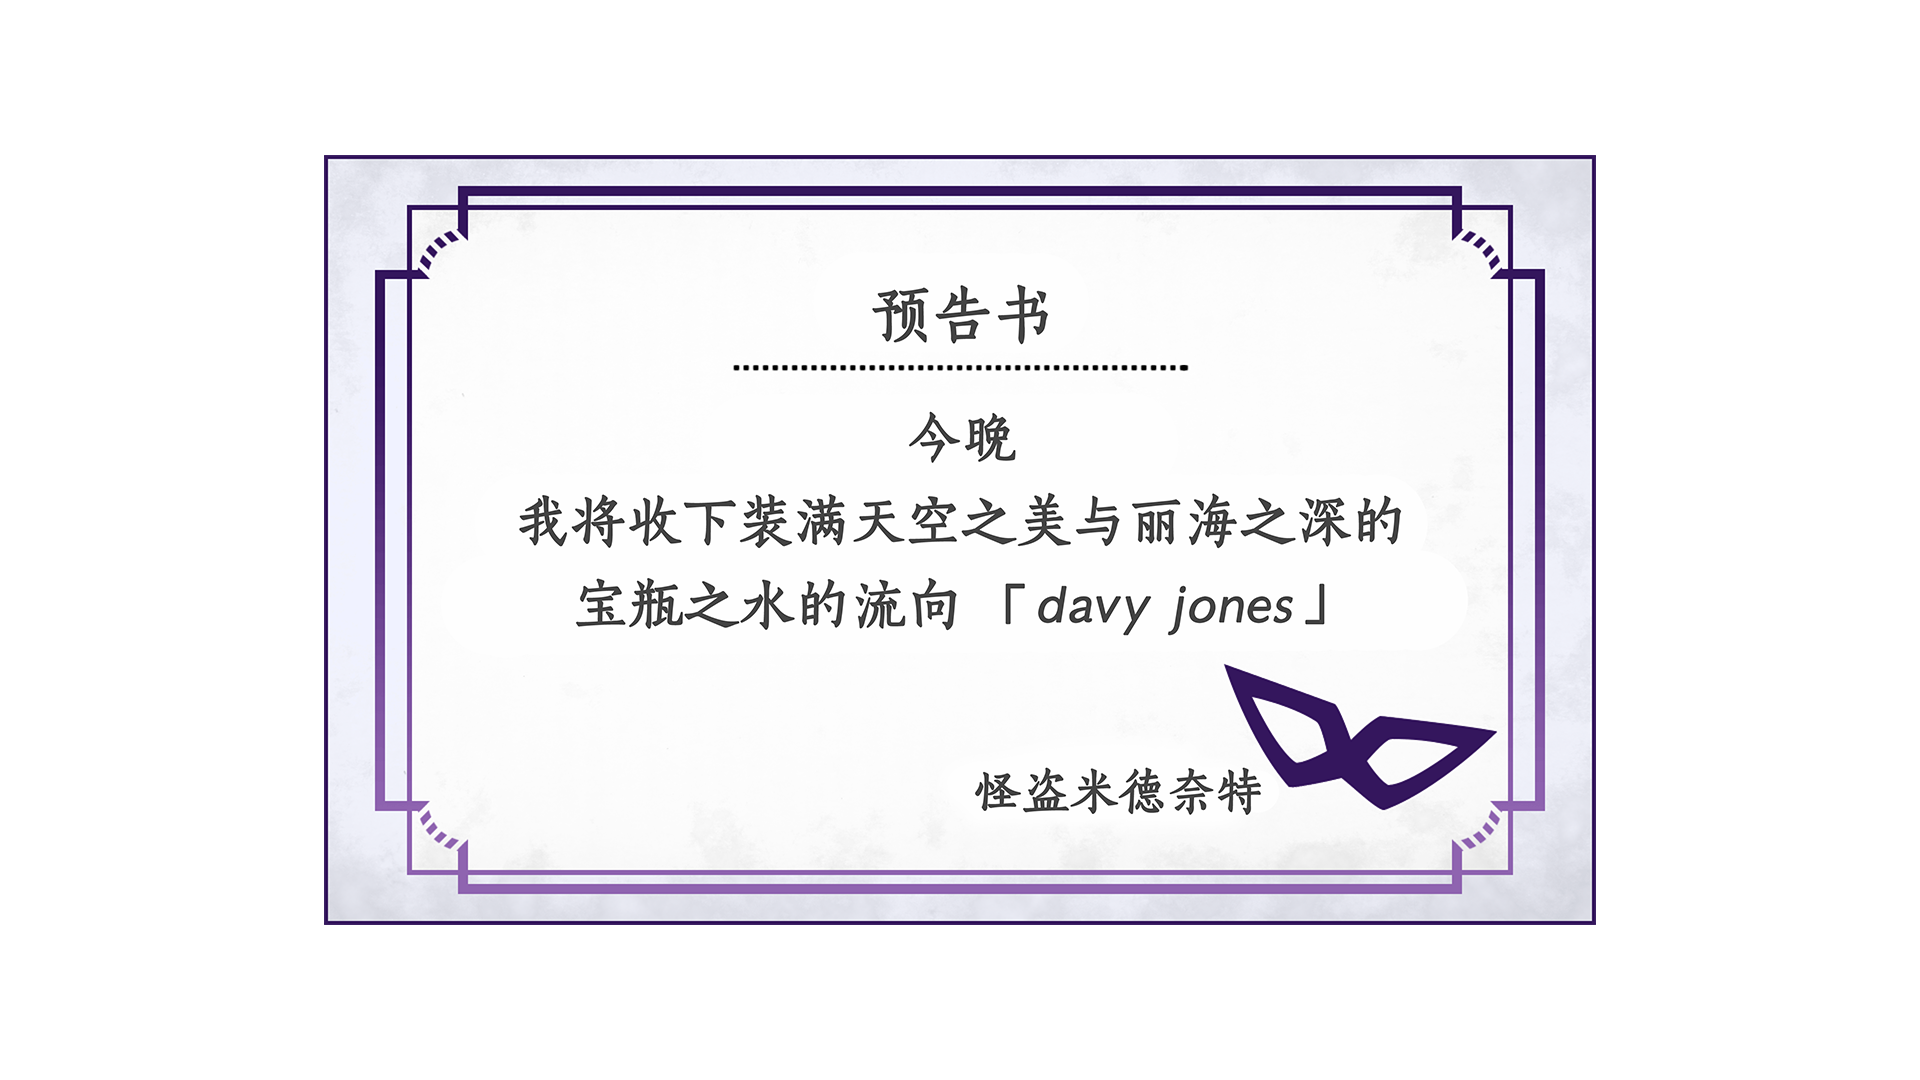 预告书
今晚
我将收下装满天空之美与丽海之深的
宝瓶之水的流向「davy jones」
怪盗米德奈特